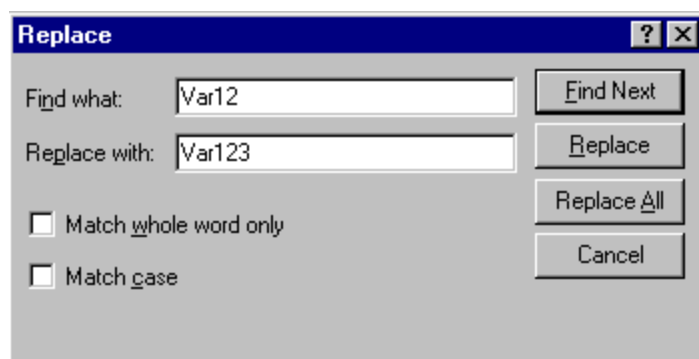 Replace
Find what: Var12
Find Next
Replace with: Var123
Replace
Replace All
Match whole word only
Cancel
Match case